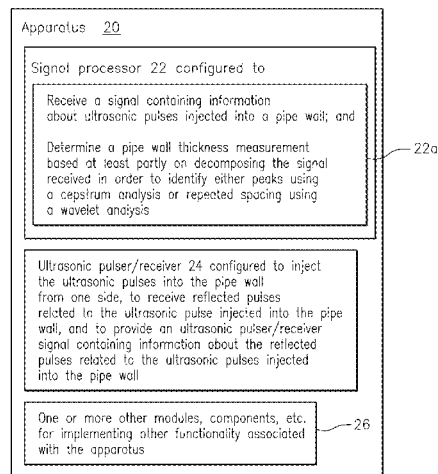 Apparatus 20
Signal processor 22 configured to
Receive a signal containing information
about ultrasonic pulses injected into a pipe wall; and
Determine a pipe wall thickness measurement
based at least partly on decomposing the signal
received in order to identify either peaks using
a cepstrum analysis or repeated spacing using
a wavelet analysis
22a
Ultrasonic pulser/receiver 24 configured to inject
the ultrasonic pulses into the pipe wall
from one side, to receive reflected pulses
related to the ultrasonic pulse injected into the pipe
wall, and to provide an ultrasonic pulser/receiver
signal containing information about the reflected
pulses related to the ultrasonic pulses injected
into the pipe wall
One or more other modules, components, etc.
for implementing other functionality associated
with the apparatus
26